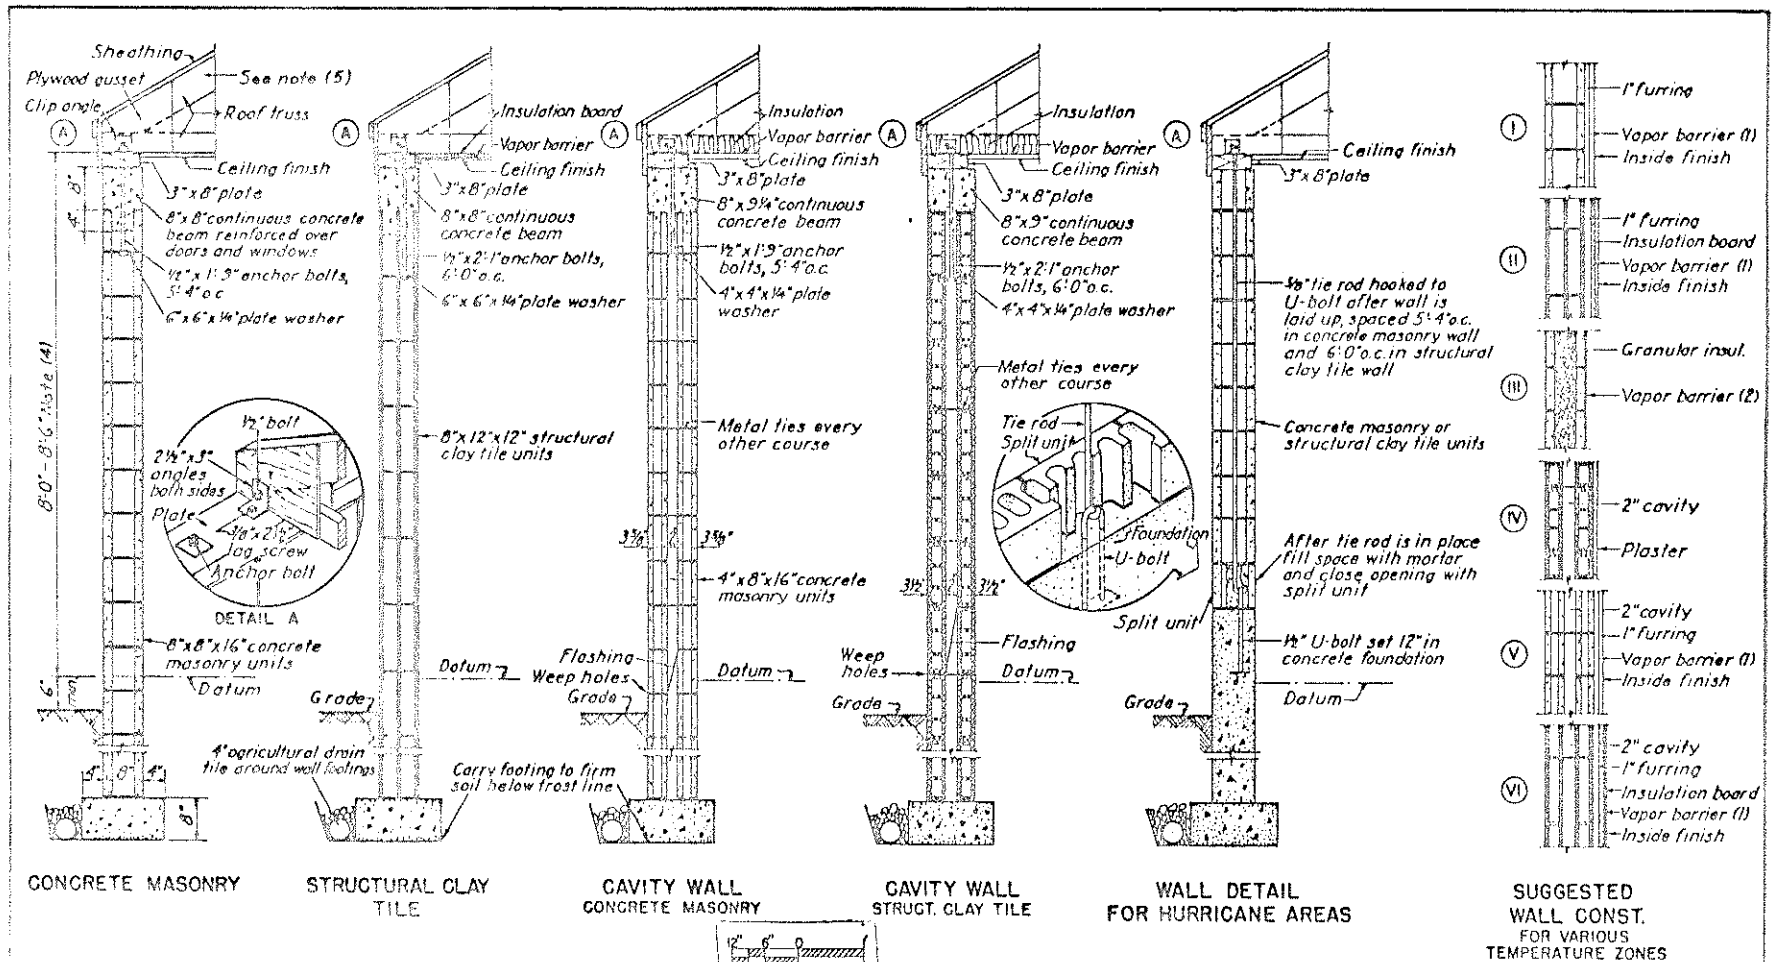 Sheathing
Plywood gusset
Clip angle
See note (5)
Roof truss
A
Ceiling finish
3"x8" plate
8"x8" continuous concrete
beam reinforced over
doors and windows
½"x1'-9" anchor bolts,
5'-4" o.c.
6"x6"x¼" plate washer
8"
4"
8'-0" - 8'-6" Note (4)
½" bolt
2½"x3"
angles
both sides
Plate
lag screw
Anchor bolt
DETAIL A
8"x8"x16" concrete
masonry units
Datum
6"
min.
4" 8" 4"
8"
CONCRETE MASONRY
A
Insulation board
Vapor barrier
Ceiling finish
3"x8" plate
8"x8" continuous
concrete beam
½"x2'-1" anchor bolts,
6'-0" o.c.
6"x6"x¼" plate washer
8"x12"x12" structural
clay tile units
Datum
Grade
4" agricultural drain
tile around wall footings
Carry footing to firm
soil below frost line
STRUCTURAL CLAY
TILE
A
Insulation
Vapor barrier
Ceiling finish
3"x8" plate
8"x9¼" continuous
concrete beam
½"x1'-9" anchor
bolts, 5'-4" o.c.
4"x4"x¼" plate
washer
Metal ties every
other course
3⅝" 3⅝"
4"x8"x16" concrete
masonry units
Flashing
Weep holes
Grade
Datum
CAVITY WALL
CONCRETE MASONRY
12" 6" 0 1
A
Insulation
Vapor barrier
Ceiling finish
3"x8" plate
8"x9" continuous
concrete beam
½"x2'-1" anchor
bolts, 6'-0" o.c.
4"x4"x¼" plate washer
Metal ties every
other course
3½" 3½"
Flashing
Weep
holes
Datum
Grade
CAVITY WALL
STRUCT. CLAY TILE
Tie rod
Split unit
Foundation
U-bolt
A
Ceiling finish
3"x8" plate
⅜" tie rod hooked to
U-bolt after wall is
laid up, spaced 5'-4" o.c.
in concrete masonry wall
and 6'-0" o.c. in structural
clay tile wall
Concrete masonry or
structural clay tile units
After tie rod is in place
fill space with mortar
and close opening with
split unit
Split unit
½" U-bolt set 12" in
concrete foundation
Datum
Grade
WALL DETAIL
FOR HURRICANE AREAS
I
1" furring
Vapor barrier (1)
Inside finish
II
1" furring
Insulation board
Vapor barrier (1)
Inside finish
III
Granular insul.
Vapor barrier (2)
IV
2" cavity
Plaster
V
2" cavity
1" furring
Vapor barrier (1)
Inside finish
VI
2" cavity
1" furring
Insulation board
Vapor barrier (1)
Inside finish
SUGGESTED
WALL CONST.
FOR VARIOUS
TEMPERATURE ZONES